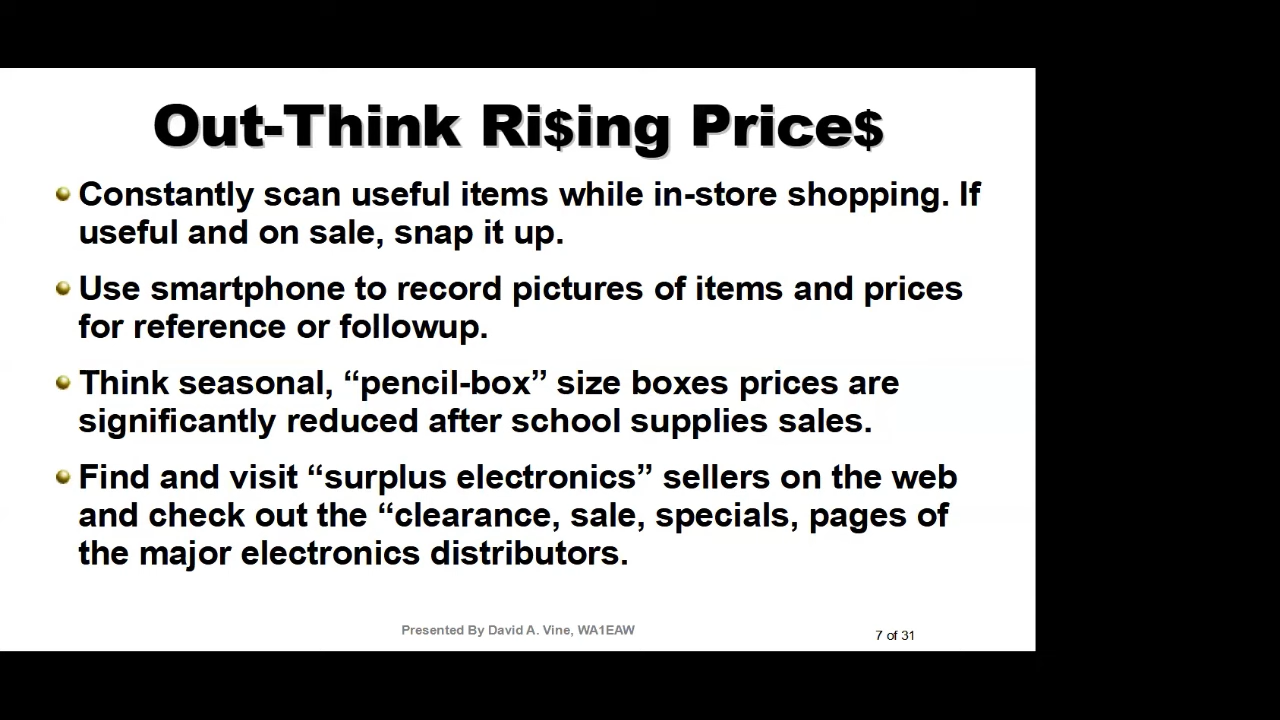 Out-Think Ri$ing Price$
Constantly scan useful items while in-store shopping. If
useful and on sale, snap it up.
Use smartphone to record pictures of items and prices
for reference or followup.
Think seasonal, “pencil-box” size boxes prices are
significantly reduced after school supplies sales.
Find and visit “surplus electronics” sellers on the web
and check out the “clearance, sale, specials, pages of
the major electronics distributors.
Presented By David A. Vine, WA1EAW
7 of 31